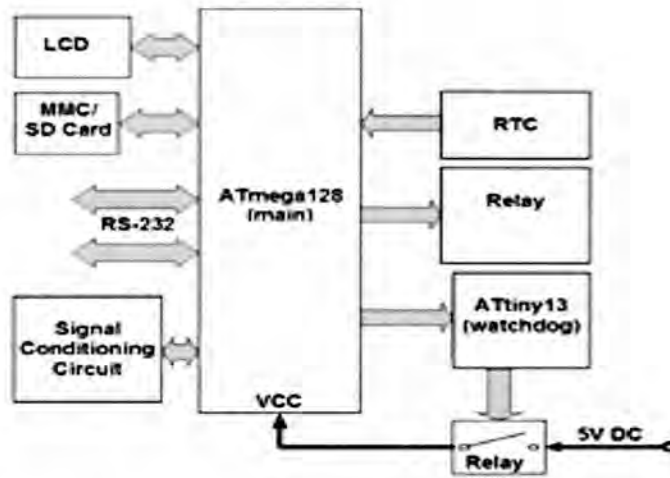 LCD
MMC/
SD Card
RS-232
Signal
Conditioning
Circuit
ATmega128
(main)
VCC
RTC
Relay
ATtiny13
(watchdog)
5V DC
Relay